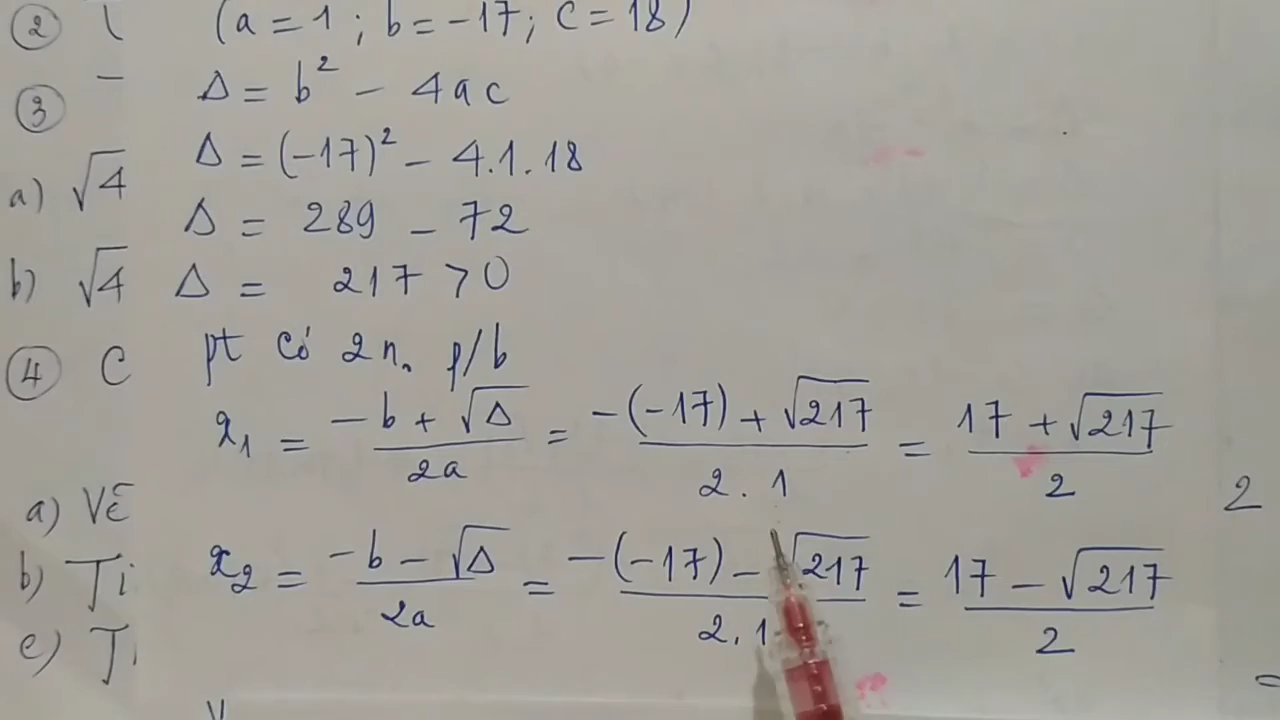 ② (a = 1 ; b = -17 ; c = 18)
③ Δ = b² - 4ac
Δ = (-17)² - 4.1.18
a) √4
Δ = 289 - 72
b) √4 Δ = 217 > 0
④ C pt có 2 n. p/b
x₁ = (-b + √Δ)/(2a) = (-(-17) + √217)/(2 . 1) = (17 + √217)/2
a) Vẽ 2
b) Ti x₂ = (-b - √Δ)/(2a) = (-(-17) - √217)/(2.1) = (17 - √217)/2
c) Ti